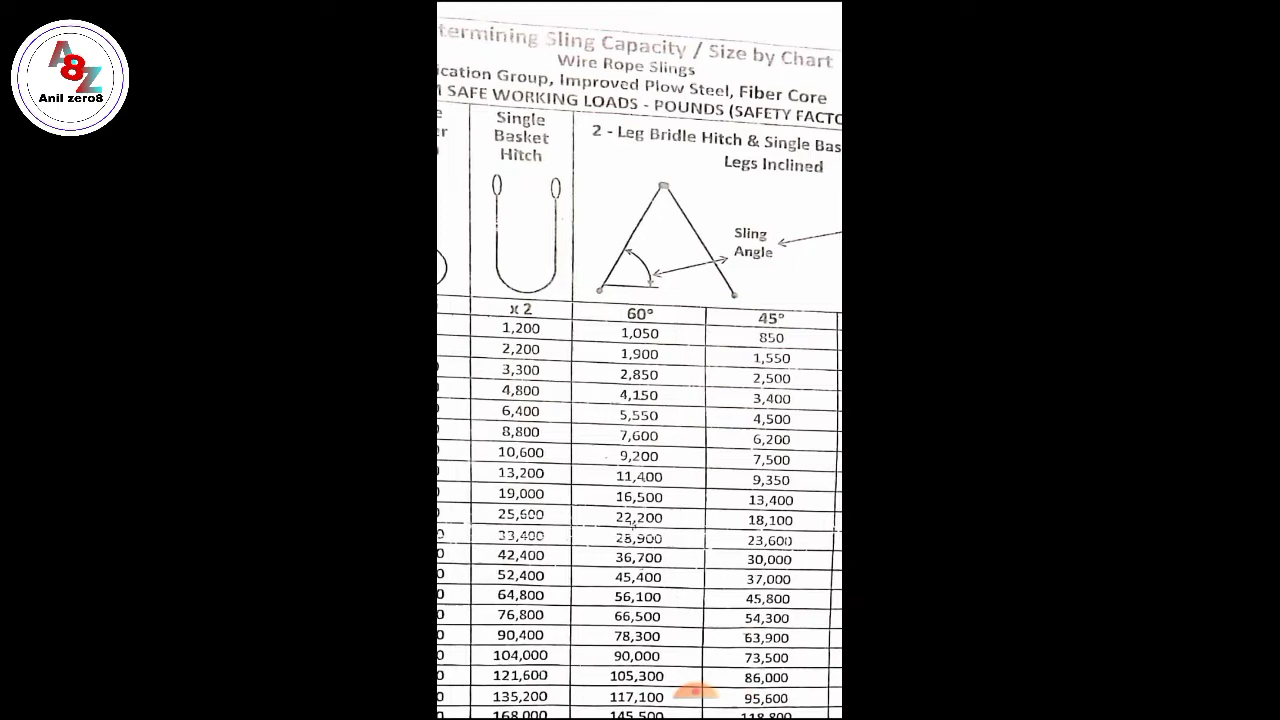 A8Z
Anil zero8
termining Sling Capacity / Size by Chart
Wire Rope Slings
ication Group, Improved Plow Steel, Fiber Core
SAFE WORKING LOADS - POUNDS (SAFETY FACTO
Single
Basket
Hitch
2 - Leg Bridle Hitch & Single Bas
Legs Inclined
Sling
Angle
x 2 60° 45°
1,200 1,050 850
2,200 1,900 1,550
3,300 2,850 2,500
4,800 4,150 3,400
6,400 5,550 4,500
8,800 7,600 6,200
10,600 9,200 7,500
13,200 11,400 9,350
19,000 16,500 13,400
25,600 22,200 18,100
33,400 28,900 23,600
42,400 36,700 30,000
52,400 45,400 37,000
64,800 56,100 45,800
76,800 66,500 54,300
90,400 78,300 63,900
104,000 90,000 73,500
121,600 105,300 86,000
135,200 117,100 95,600
168,000 145,500 118,800